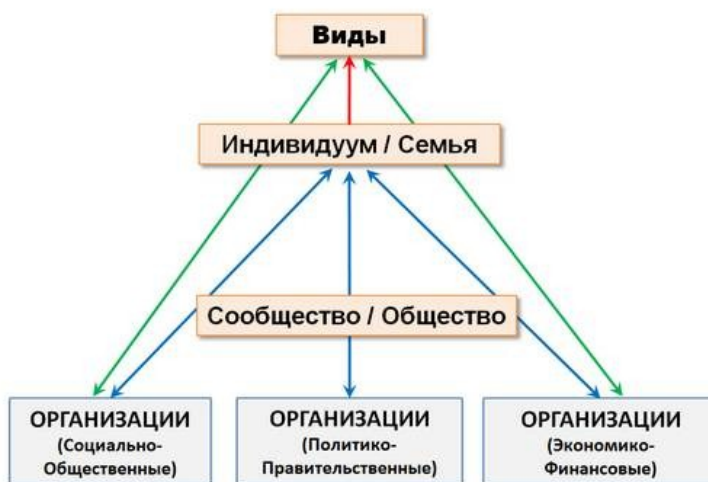 Виды
Индивидуум / Семья
Сообщество / Общество
ОРГАНИЗАЦИИ
(Социально-
Общественные)
ОРГАНИЗАЦИИ
(Политико-
Правительственные)
ОРГАНИЗАЦИИ
(Экономико-
Финансовые)